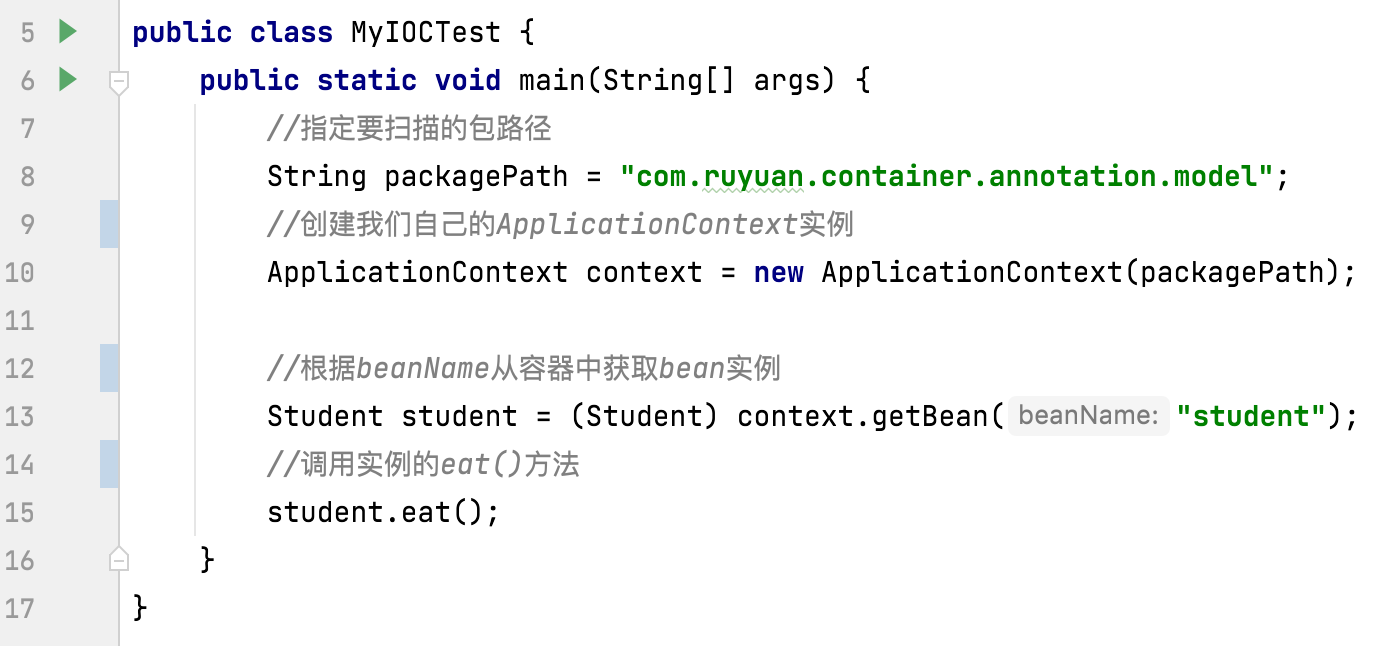 5 public class MyIOCTest {
6 public static void main(String[] args) {
7 //指定要扫描的包路径
8 String packagePath = "com.ruyuan.container.annotation.model";
9 //创建我们自己的ApplicationContext实例
10 ApplicationContext context = new ApplicationContext(packagePath);
11
12 //根据beanName从容器中获取bean实例
13 Student student = (Student) context.getBean( beanName: "student");
14 //调用实例的eat()方法
15 student.eat();
16 }
17 }